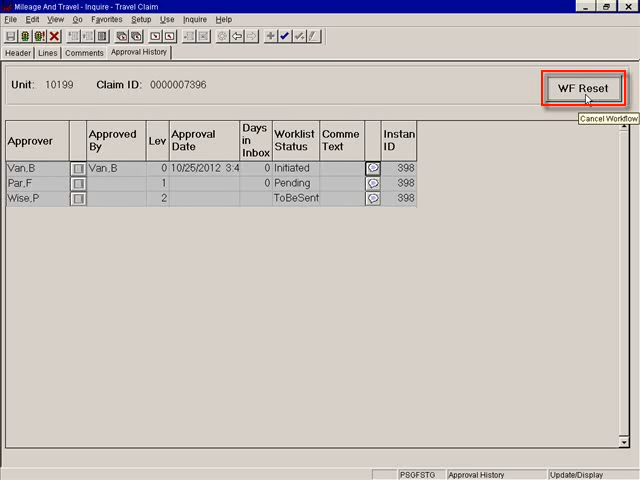 Mileage And Travel - Inquire - Travel Claim
File Edit View Go Favorites Setup Use Inquire Help
Header Lines Comments Approval History
Unit: 10199 Claim ID: 0000007396
WF Reset
Cancel Workflow
Approver Approved By Lev Approval Date Days in Inbox Worklist Status Comme Text Instan ID
Van,B Van,B 0 10/25/2012 3:4 0 Initiated 398
Par,F 1 0 Pending 398
Wise,P 2 ToBeSent 398
PSGFSTG Approval History Update/Display